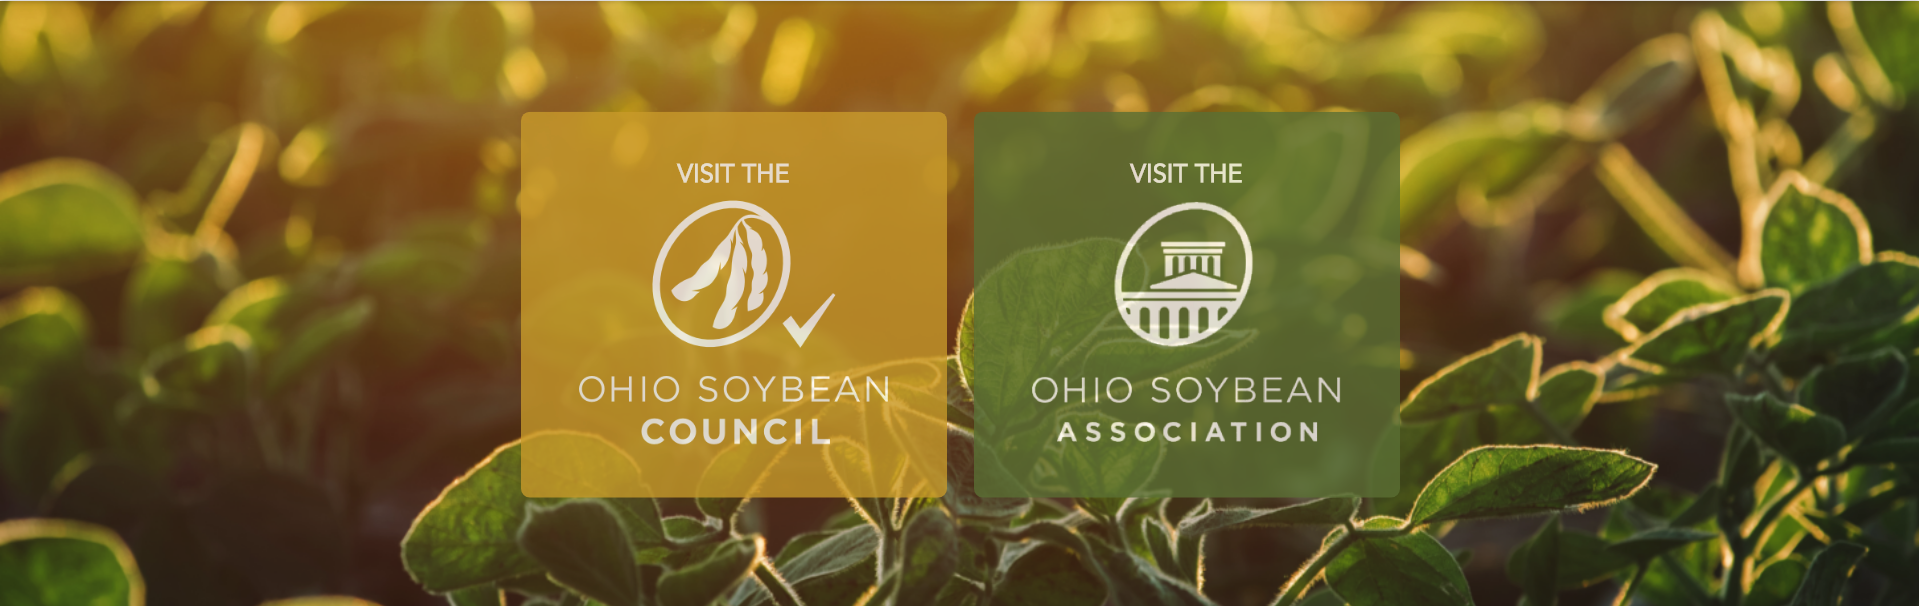 VISIT THE
OHIO SOYBEAN
COUNCIL
VISIT THE
OHIO SOYBEAN
ASSOCIATION